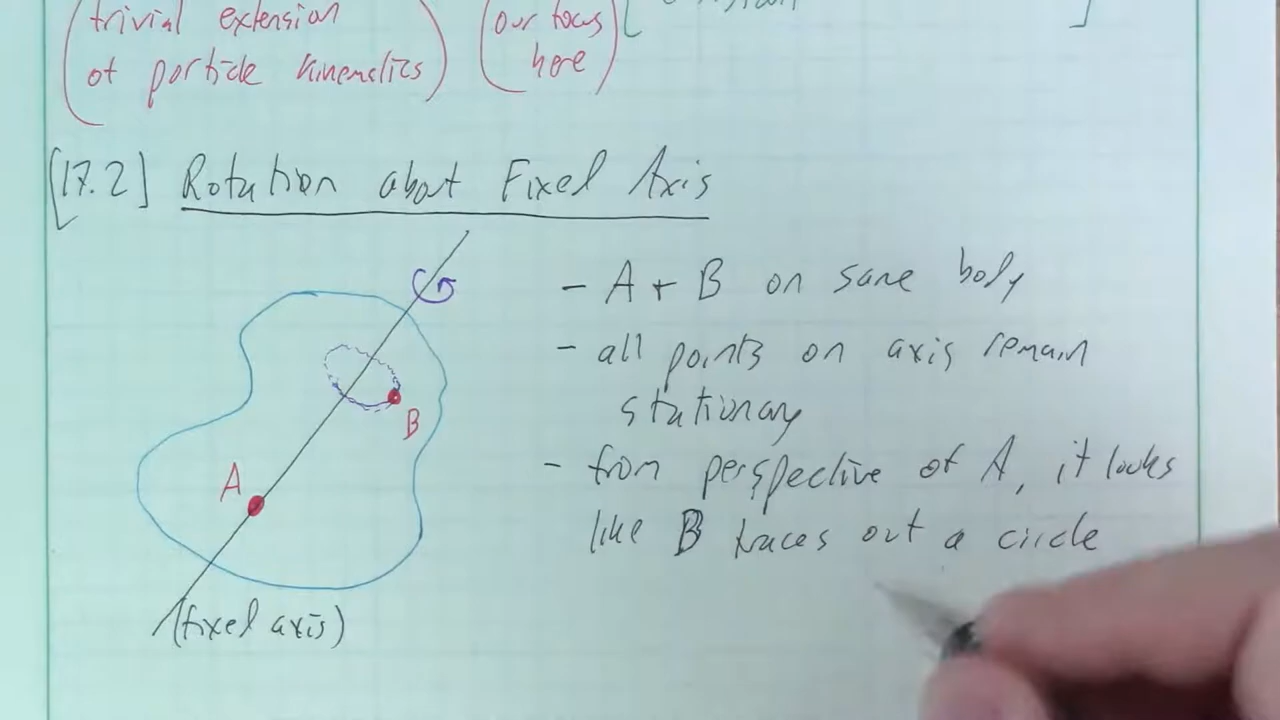 trivial extension
of particle kinematics
our focus
here
[17.2] Rotation about Fixed Axis
- A + B on same body
- all points on axis remain
stationary
- from perspective of A, it looks
like B traces out a circle
B
A
(fixed axis)